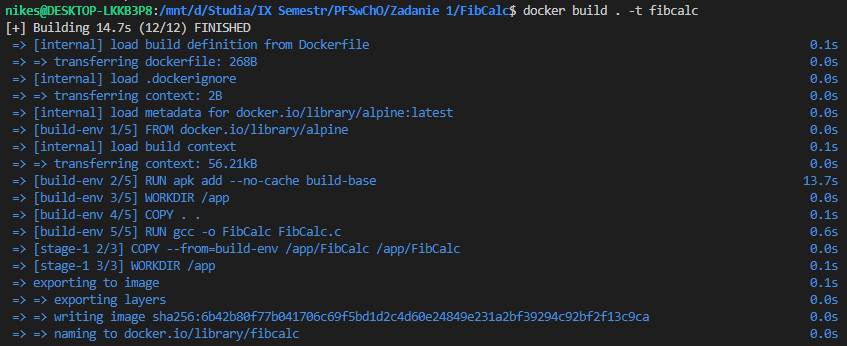 nikes@DESKTOP-LKKB3P8:/mnt/d/Studia/IX Semestr/PFSwChO/Zadanie 1/FibCalc$ docker build . -t fibcalc
[+] Building 14.7s (12/12) FINISHED
=> [internal] load build definition from Dockerfile 0.1s
=> => transferring dockerfile: 268B 0.0s
=> [internal] load .dockerignore 0.0s
=> => transferring context: 2B 0.0s
=> [internal] load metadata for docker.io/library/alpine:latest 0.0s
=> [build-env 1/5] FROM docker.io/library/alpine 0.0s
=> [internal] load build context 0.1s
=> => transferring context: 56.21kB 0.0s
=> [build-env 2/5] RUN apk add --no-cache build-base 13.7s
=> [build-env 3/5] WORKDIR /app 0.0s
=> [build-env 4/5] COPY . . 0.1s
=> [build-env 5/5] RUN gcc -o FibCalc FibCalc.c 0.6s
=> [stage-1 2/3] COPY --from=build-env /app/FibCalc /app/FibCalc 0.0s
=> [stage-1 3/3] WORKDIR /app 0.1s
=> exporting to image 0.1s
=> => exporting layers 0.0s
=> => writing image sha256:6b42b80f77b041706c69f5bd1d2c4d60e24849e231a2bf39294c92bf2f13c9ca 0.0s
=> => naming to docker.io/library/fibcalc 0.0s